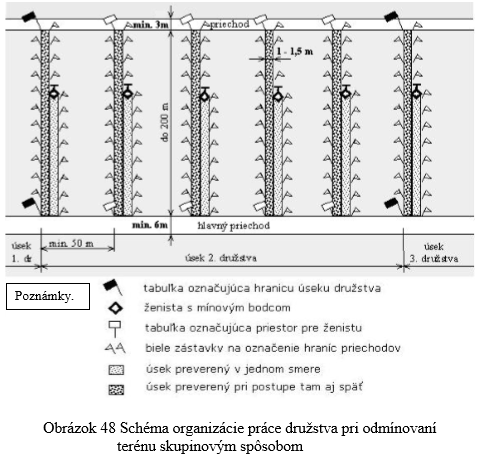 min. 3m
priechod
1 - 1,5 m
do 200 m
min. 6m
hlavný priechod
úsek
1. dr
min. 50 m
úsek 2. družstva
úsek
3. družstva
Poznámky.
tabuľka označujúca hranicu úseku družstva
ženista s mínovým bodcom
tabuľka označujúca priestor pre ženistu
biele zástavky na označenie hraníc priechodov
úsek preverený v jednom smere
úsek preverený pri postupe tam aj späť
Obrázok 48 Schéma organizácie práce družstva pri odmínovaní
terénu skupinovým spôsobom